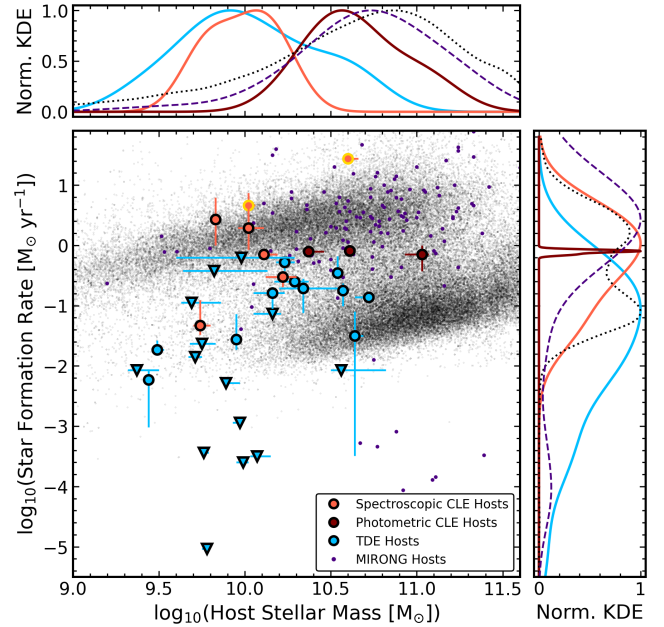 Norm. KDE
1.0
0.5
0.0
log10(Star Formation Rate [M⊙ yr−1])
1
0
−1
−2
−3
−4
−5
Spectroscopic CLE Hosts
Photometric CLE Hosts
TDE Hosts
MIRONG Hosts
9.0 9.5 10.0 10.5 11.0 11.5
log10(Host Stellar Mass [M⊙])
0 1
Norm. KDE